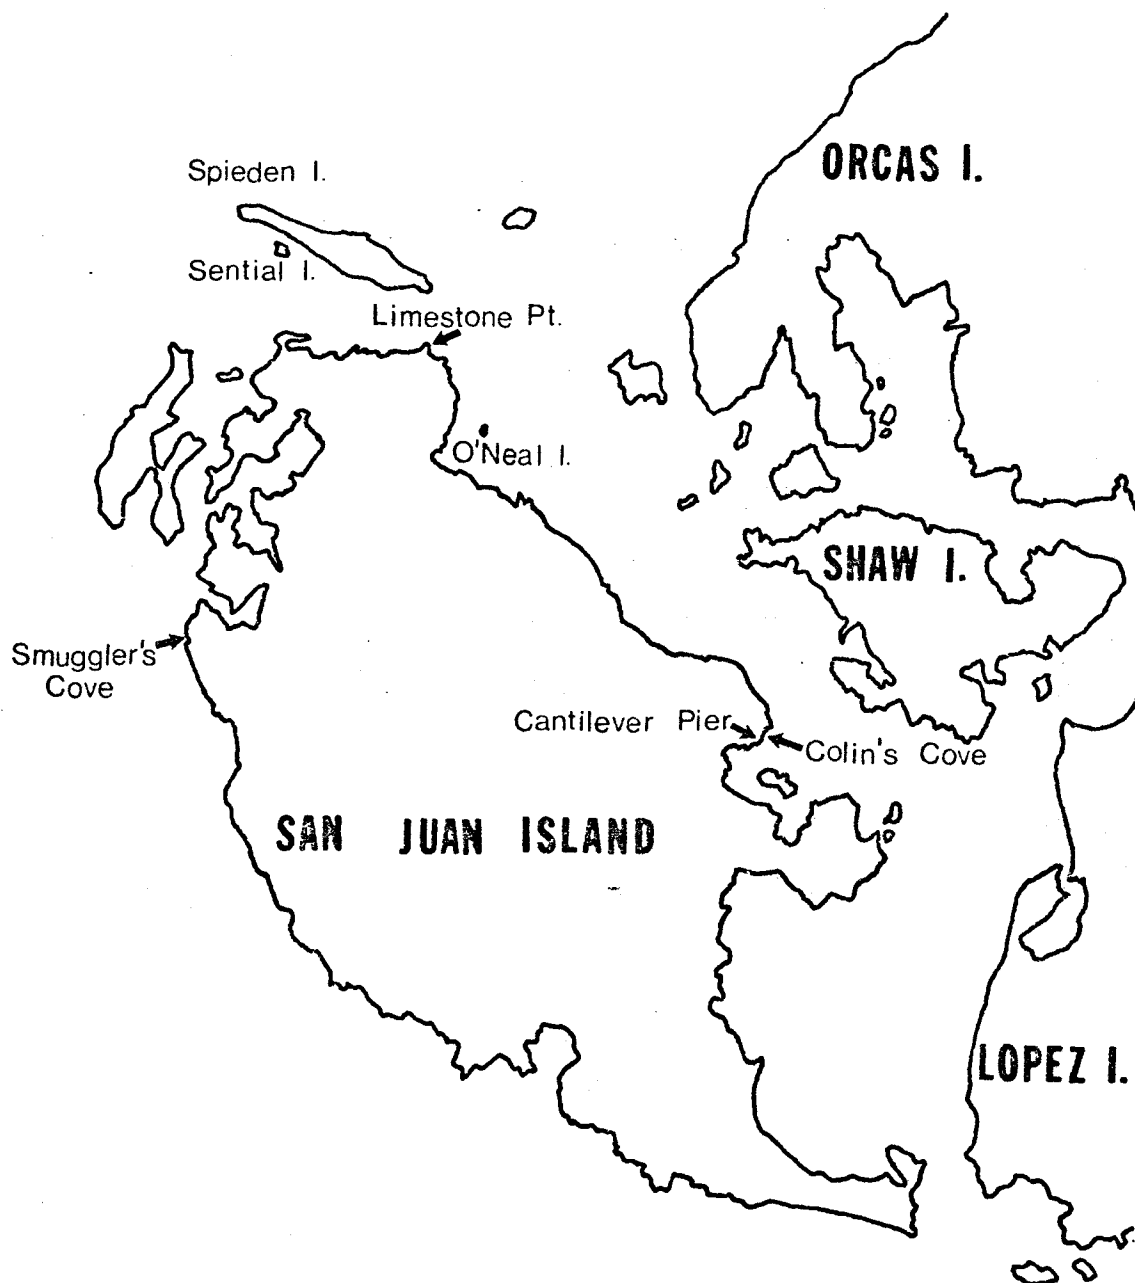 ORCAS I.
Spieden I.
Sential I.
Limestone Pt.
O'Neal I.
SHAW I.
Smuggler's
Cove
Cantilever Pier
Colin's Cove
SAN JUAN ISLAND
LOPEZ I.